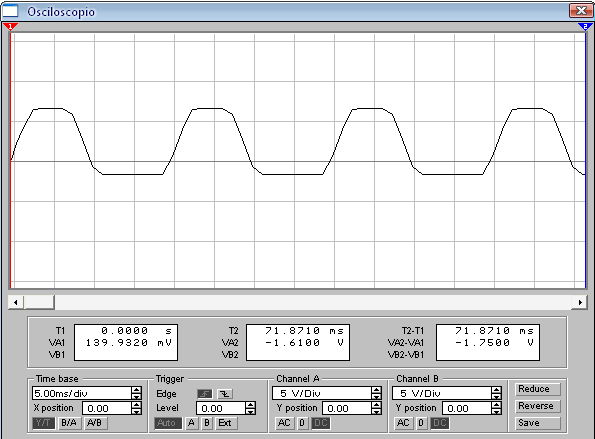 Osciloscopio
1 2
T1 0.0000 s T2 71.8710 ms T2-T1 71.8710 ms
VA1 139.9320 mV VA2 -1.6100 V VA2-VA1 -1.7500 V
VB1 VB2 VB2-VB1
Time base Trigger Channel A Channel B
5.00ms/div Edge 5 V/Div 5 V/Div Reduce
X position 0.00 Level 0.00 Y position 0.00 Y position 0.00 Reverse
Y/T B/A A/B Auto A B Ext AC 0 DC AC 0 DC Save